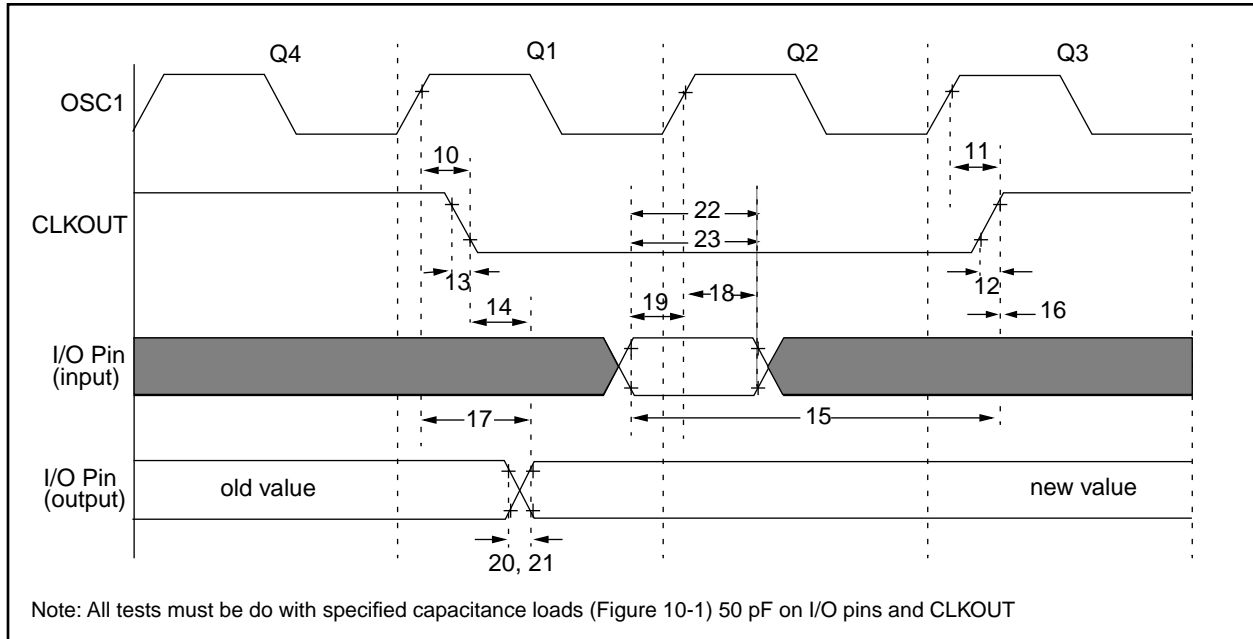 Q4 Q1 Q2 Q3
OSC1
10 11
22
CLKOUT
23
13 12
18
19
14 16
I/O Pin
(input)
17 15
I/O Pin
(output)
old value new value
20, 21
Note: All tests must be do with specified capacitance loads (Figure 10-1) 50 pF on I/O pins and CLKOUT